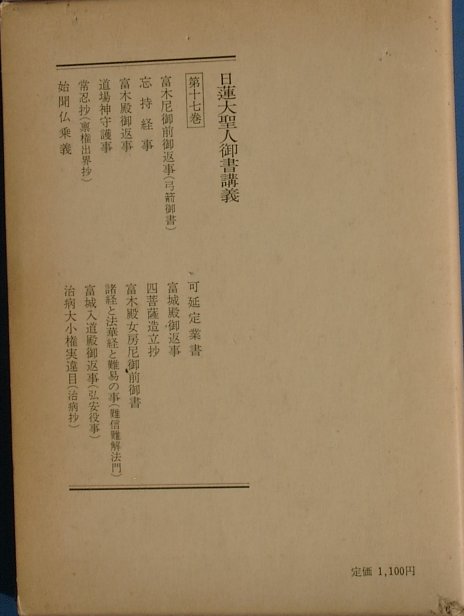 日蓮大聖人御書講義
第十七巻
富木尼御前御返事(弓箭御書)
忘持経事
富木殿御返事
道場神守護事
常忍抄(禀権出界抄)
始聞仏乗義
可延定業書
富城殿御返事
四菩薩造立抄
富木殿女房尼御前御書
諸経と法華経と難易の事(難信難解法門)
富城入道殿御返事(弘安役事)
治病大小権実違目(治病抄)
定価 1,100円